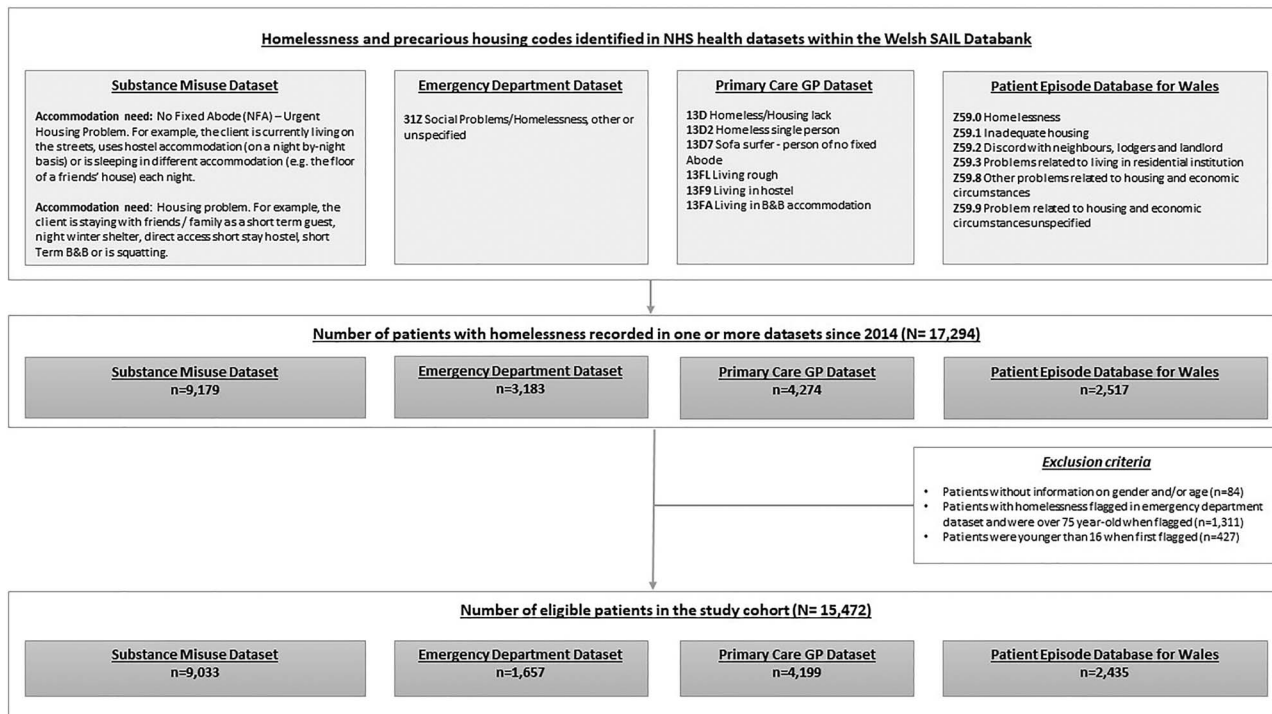 Homelessness and precarious housing codes identified in NHS health datasets within the Welsh SAIL Databank
Substance Misuse Dataset
Accommodation need: No Fixed Abode (NFA) – Urgent
Housing Problem. For example, the client is currently living on
the streets, uses hostel accommodation (on a night by-night
basis) or is sleeping in different accommodation (e.g. the floor
of a friends' house) each night.
Accommodation need: Housing problem. For example, the
client is staying with friends / family as a short term guest,
night winter shelter, direct access short stay hostel, short
Term B&B or is squatting.
Emergency Department Dataset
31Z Social Problems/Homelessness, other or
unspecified
Primary Care GP Dataset
13D Homeless/Housing lack
13D2 Homeless single person
13D7 Sofa surfer - person of no fixed
Abode
13FL Living rough
13F9 Living in hostel
13FA Living in B&B accommodation
Patient Episode Database for Wales
Z59.0 Homelessness
Z59.1 Inadequate housing
Z59.2 Discord with neighbours, lodgers and landlord
Z59.3 Problems related to living in residential institution
Z59.8 Other problems related to housing and economic
circumstances
Z59.9 Problem related to housing and economic
circumstances unspecified
Number of patients with homelessness recorded in one or more datasets since 2014 (N= 17,294)
Substance Misuse Dataset
n=9,179
Emergency Department Dataset
n=3,183
Primary Care GP Dataset
n=4,274
Patient Episode Database for Wales
n=2,517
Exclusion criteria
• Patients without information on gender and/or age (n=84)
• Patients with homelessness flagged in emergency department
dataset and were over 75 year-old when flagged (n=1,311)
• Patients were younger than 16 when first flagged (n=427)
Number of eligible patients in the study cohort (N= 15,472)
Substance Misuse Dataset
n=9,033
Emergency Department Dataset
n=1,657
Primary Care GP Dataset
n=4,199
Patient Episode Database for Wales
n=2,435